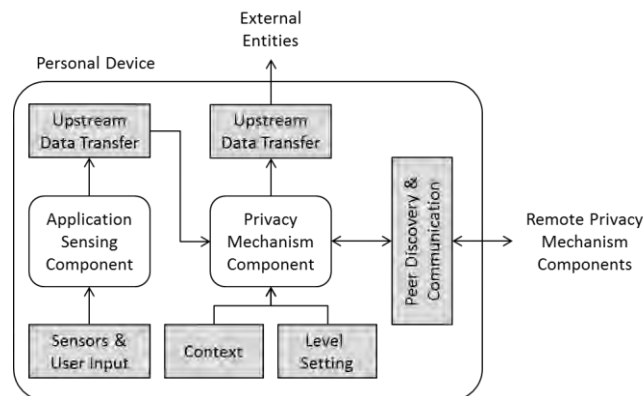 External
Entities
Personal Device
Upstream
Data Transfer
Upstream
Data Transfer
Application
Sensing
Component
Privacy
Mechanism
Component
Peer Discovery &
Communication
Remote Privacy
Mechanism
Components
Sensors &
User Input
Context
Level
Setting